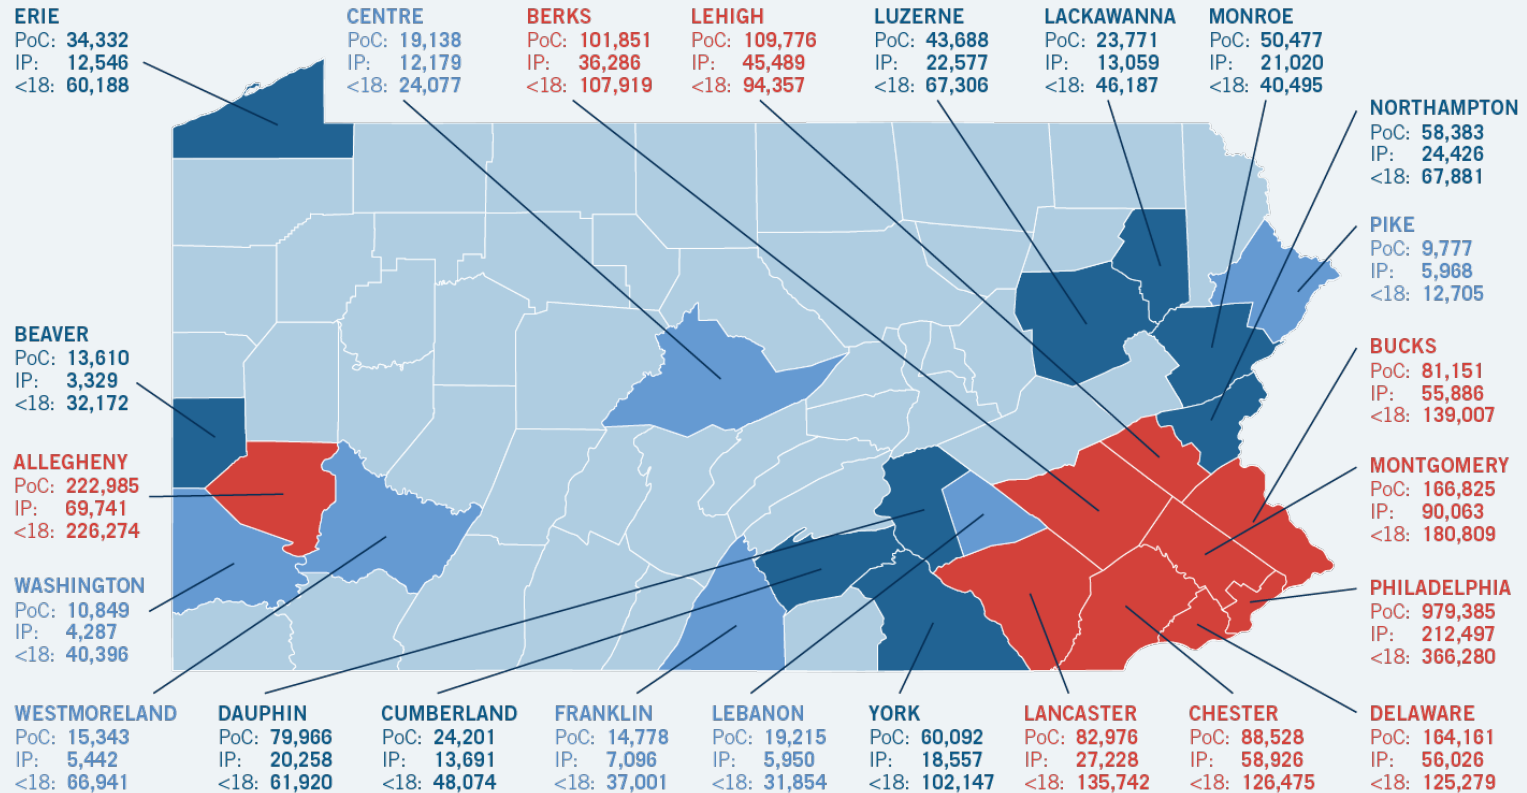 ERIE
PoC: 34,332
IP: 12,546
<18: 60,188
CENTRE
PoC: 19,138
IP: 12,179
<18: 24,077
BERKS
PoC: 101,851
IP: 36,286
<18: 107,919
LEHIGH
PoC: 109,776
IP: 45,489
<18: 94,357
LUZERNE
PoC: 43,688
IP: 22,577
<18: 67,306
LACKAWANNA
PoC: 23,771
IP: 13,059
<18: 46,187
MONROE
PoC: 50,477
IP: 21,020
<18: 40,495
NORTHAMPTON
PoC: 58,383
IP: 24,426
<18: 67,881
PIKE
PoC: 9,777
IP: 5,968
<18: 12,705
BEAVER
PoC: 13,610
IP: 3,329
<18: 32,172
BUCKS
PoC: 81,151
IP: 55,886
<18: 139,007
ALLEGHENY
PoC: 222,985
IP: 69,741
<18: 226,274
MONTGOMERY
PoC: 166,825
IP: 90,063
<18: 180,809
WASHINGTON
PoC: 10,849
IP: 4,287
<18: 40,396
PHILADELPHIA
PoC: 979,385
IP: 212,497
<18: 366,280
WESTMORELAND
PoC: 15,343
IP: 5,442
<18: 66,941
DAUPHIN
PoC: 79,966
IP: 20,258
<18: 61,920
CUMBERLAND
PoC: 24,201
IP: 13,691
<18: 48,074
FRANKLIN
PoC: 14,778
IP: 7,096
<18: 37,001
LEBANON
PoC: 19,215
IP: 5,950
<18: 31,854
YORK
PoC: 60,092
IP: 18,557
<18: 102,147
LANCASTER
PoC: 82,976
IP: 27,228
<18: 135,742
CHESTER
PoC: 88,528
IP: 58,926
<18: 126,475
DELAWARE
PoC: 164,161
IP: 56,026
<18: 125,279